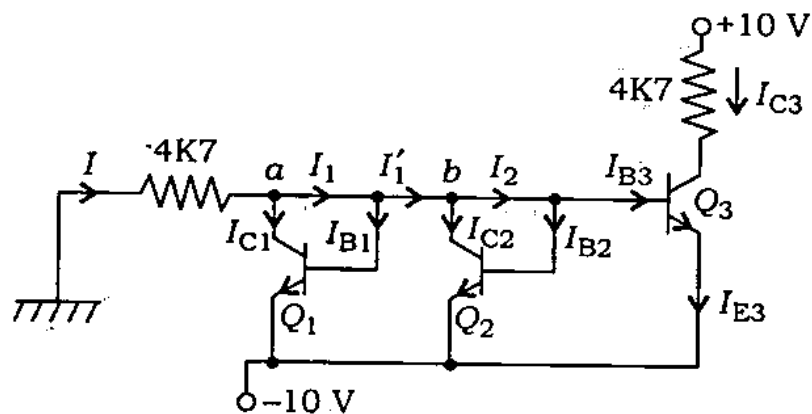 +10 V
4K7 I_C3
4K7
I a I_1 I'_1 b I_2 I_B3
Q_3
I_C1 I_B1 I_C2 I_B2
Q_1 Q_2
I_E3
–10 V